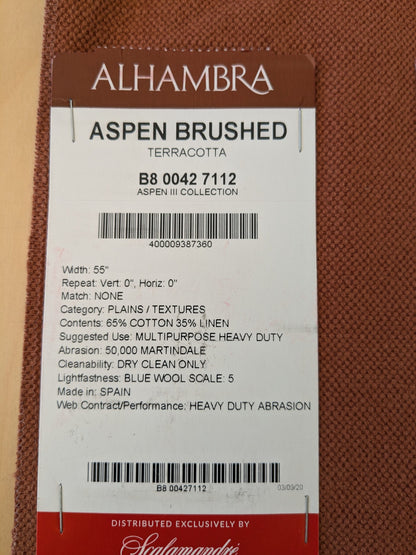 ALHAMBRA
ASPEN BRUSHED
TERRACOTTA
B8 0042 7112
ASPEN III COLLECTION
400009387360
Width: 55"
Repeat: Vert: 0", Horiz: 0"
Match: NONE
Category: PLAINS / TEXTURES
Contents: 65% COTTON 35% LINEN
Suggested Use: MULTIPURPOSE HEAVY DUTY
Abrasion: 50,000 MARTINDALE
Cleanability: DRY CLEAN ONLY
Lightfastness: BLUE WOOL SCALE: 5
Made in: SPAIN
Web Contract/Performance: HEAVY DUTY ABRASION
B8 00427112
03/09/20
DISTRIBUTED EXCLUSIVELY BY
Scalamandré